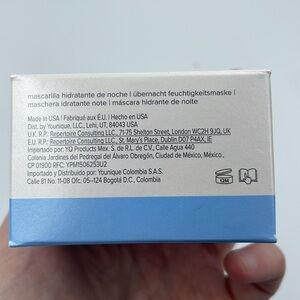 mascarilla hidratante de noche | übernacht feuchtigkeitsmaske |
maschera idratante note | máscara hidrante de noite
Made in USA | Fabriqué aux É.U. | Hecho en USA
Dist. by Younique, LLC, Lehi, UT, 84043 USA
U.K. R.P.: Repertoire Consulting LLC., 71-75 Shelton Street, London WC2H 9JQ, UK
E.U. R.P.: Repertoire Consulting LLC., St. Mary's Place, Dublin D07 P4AX, IE
Importado por: YQ Products Mex. S, de R.L. de C.V., Calle Agua 440
Colonia Jardines del Pedregal del Álvaro Obregón, Ciudad de México, México,
CP 01900 RFC: YPM1506253U2
Importado y Distribuido por: Younique Colombia S.A.S.
Calle 81 No. 11-08 Ofc. 05-124 Bogotá D.C., Colombia
12M